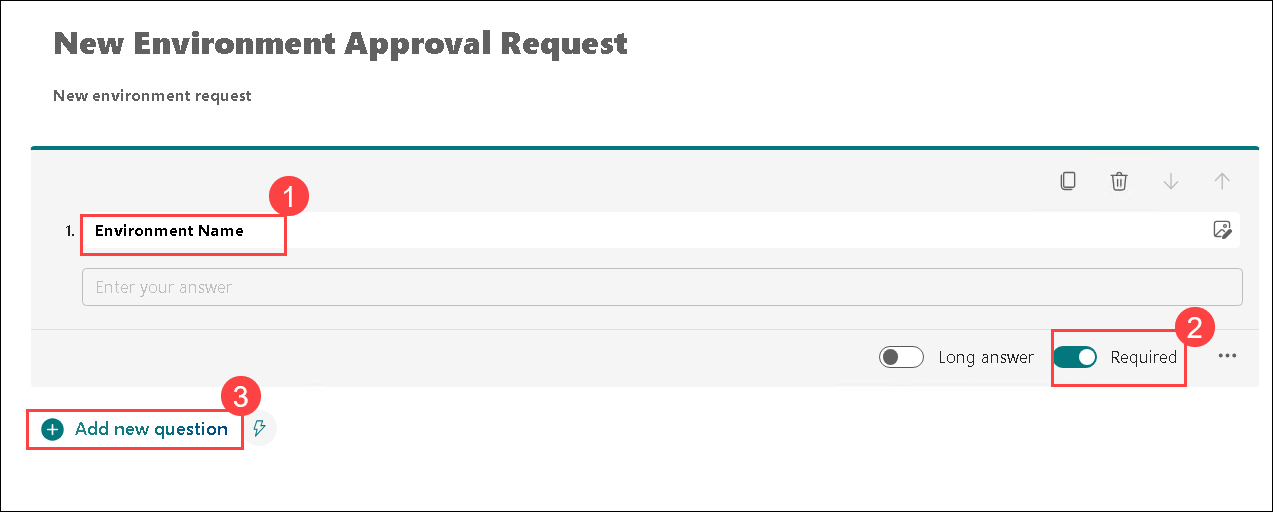 New Environment Approval Request
New environment request
1
1. Environment Name
Enter your answer
2
Long answer Required
3
Add new question